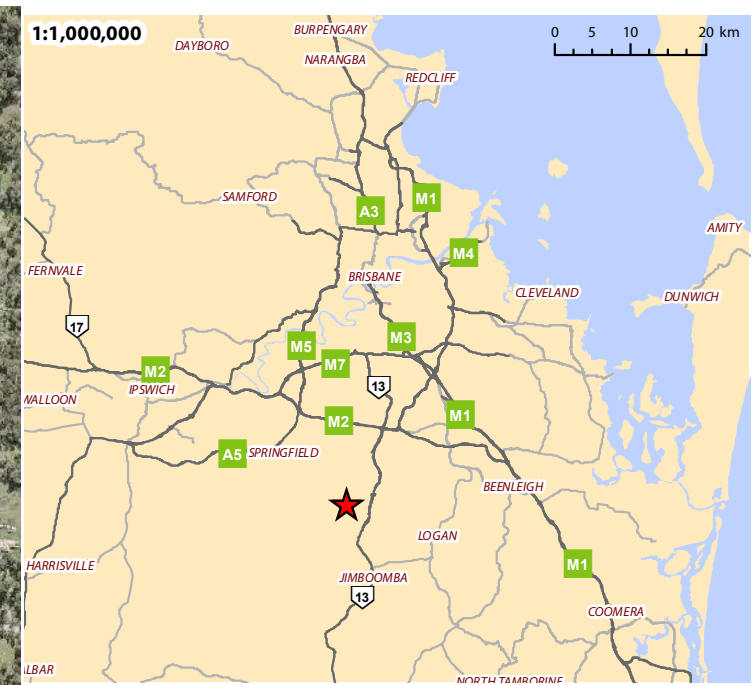 1:1,000,000
BURPENGARY
0 5 10 20 km
DAYBORO
NARANGBA
REDCLIFF
SAMFORD
A3
M1
AMITY
M4
FERNVALE
BRISBANE
CLEVELAND
DUNWICH
17
M5
M3
M7
M2
IPSWICH
13
WALLOON
M2
M1
A5
SPRINGFIELD
BEENLEIGH
LOGAN
HARRISVILLE
M1
JIMBOOMBA
13
COOMERA
LBAR
NORTH TAMBORINE